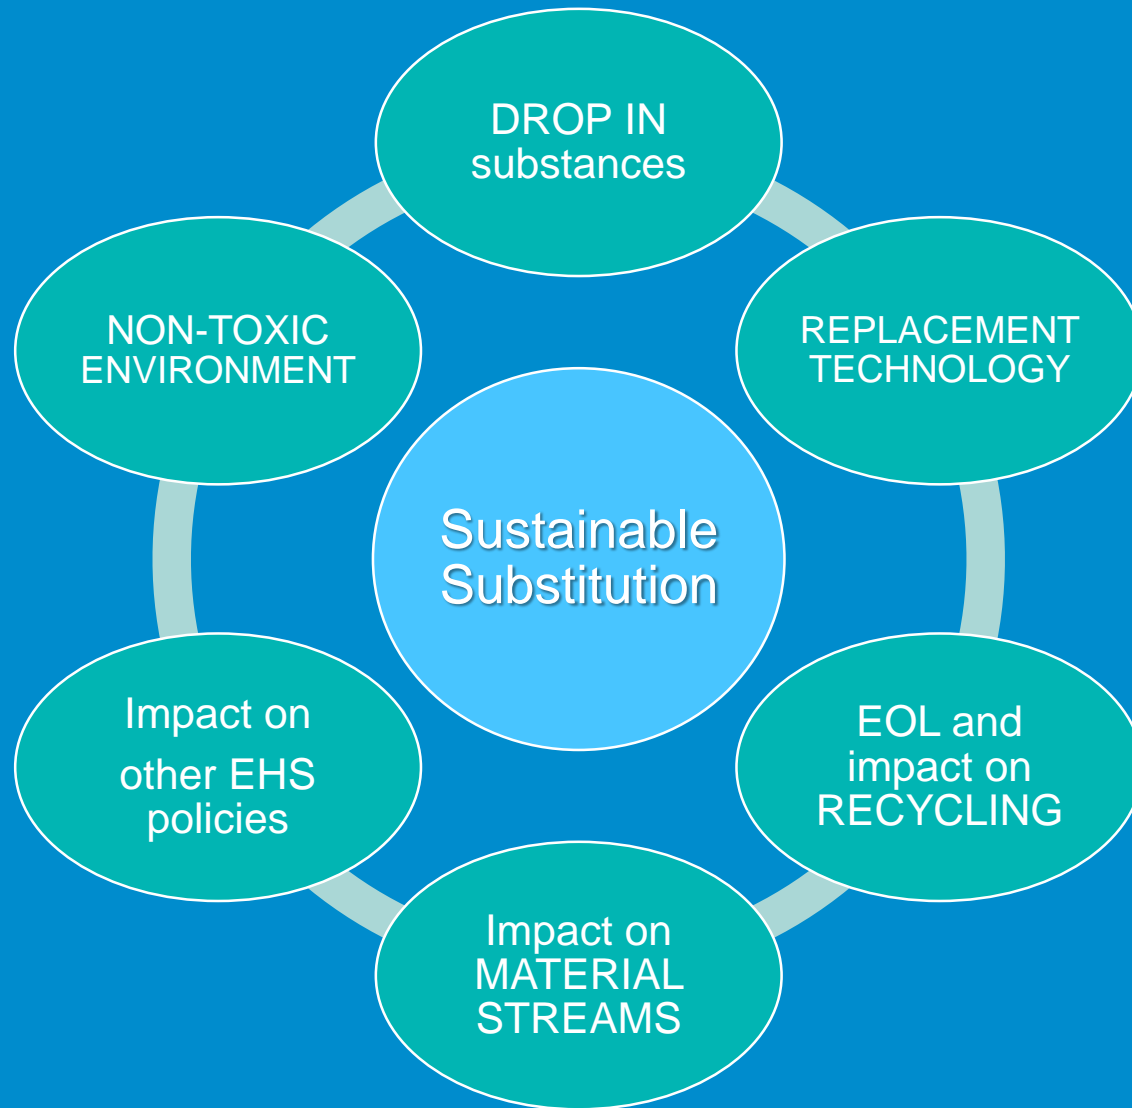 DROP IN
substances
REPLACEMENT
TECHNOLOGY
EOL and
impact on
RECYCLING
Impact on
MATERIAL
STREAMS
Impact on
other EHS
policies
NON-TOXIC
ENVIRONMENT
Sustainable
Substitution